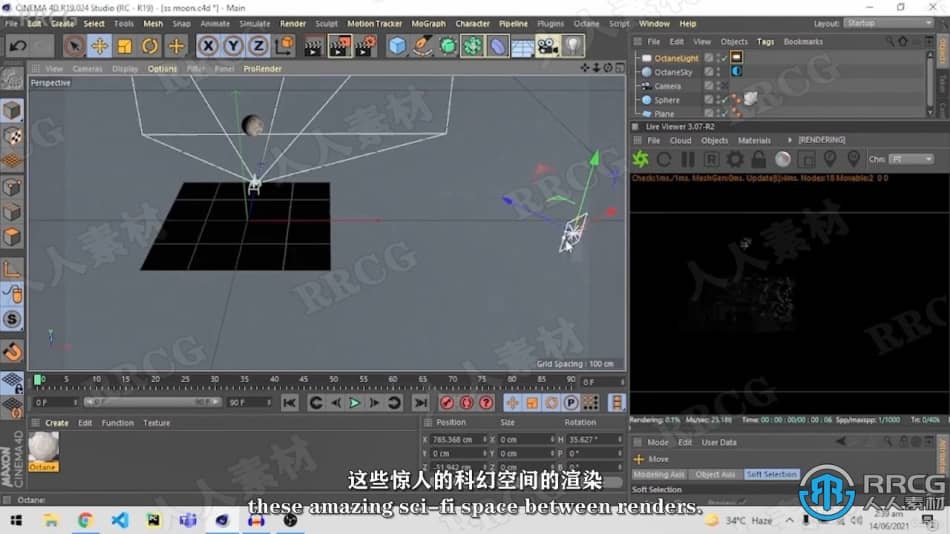 CINEMA 4D R19.024 Studio (RC - R19) - [ss moon.c4d *] - Main
File Edit Create Select Tools Mesh Snap Animate Simulate Render Sculpt Motion Tracker MoGraph Character Pipeline Plugins Octane Script Window Help Layout: Startup
File Edit View Objects Tags Bookmarks
View Cameras Display Options Filter Panel ProRender
Perspective
OctaneLight
OctaneSky
Camera
Sphere
Plane
Live Viewer 3.07-R2
File Cloud Objects Materials [RENDERING]
Chn: PT
Check:1ms./1ms. MeshGen:0ms. Update[E]:4ms. Nodes:18 Movable:2 0 0
Grid Spacing : 100 cm
0 5 10 15 20 25 30 35 40 45 50 55 60 65 70 75 80 85 90 0 F
0 F 0 F 90 F 90 F
Rendering: 0.1% Ms/sec: 23.186 Time: 00 : 00 : 00/00 : 00 : 06 Spp/maxspp: 1/1000 Tri: 0/40k
Create Edit Function Texture
Position Size Rotation
X 765.368 cm X 0 cm H 35.627 °
Y 0 cm Y 0 cm P 0 °
Z -51.942 cm
Octane
Mode Edit User Data
Move
Modeling Axis Object Axis Soft Selection
Soft Selection
MAXON CINEMA 4D
Octane:
这些惊人的科幻空间的渲染
these amazing sci-fi space between renders.
34°C Haze
2:39 am
14/06/2021
RRCG
人人素材